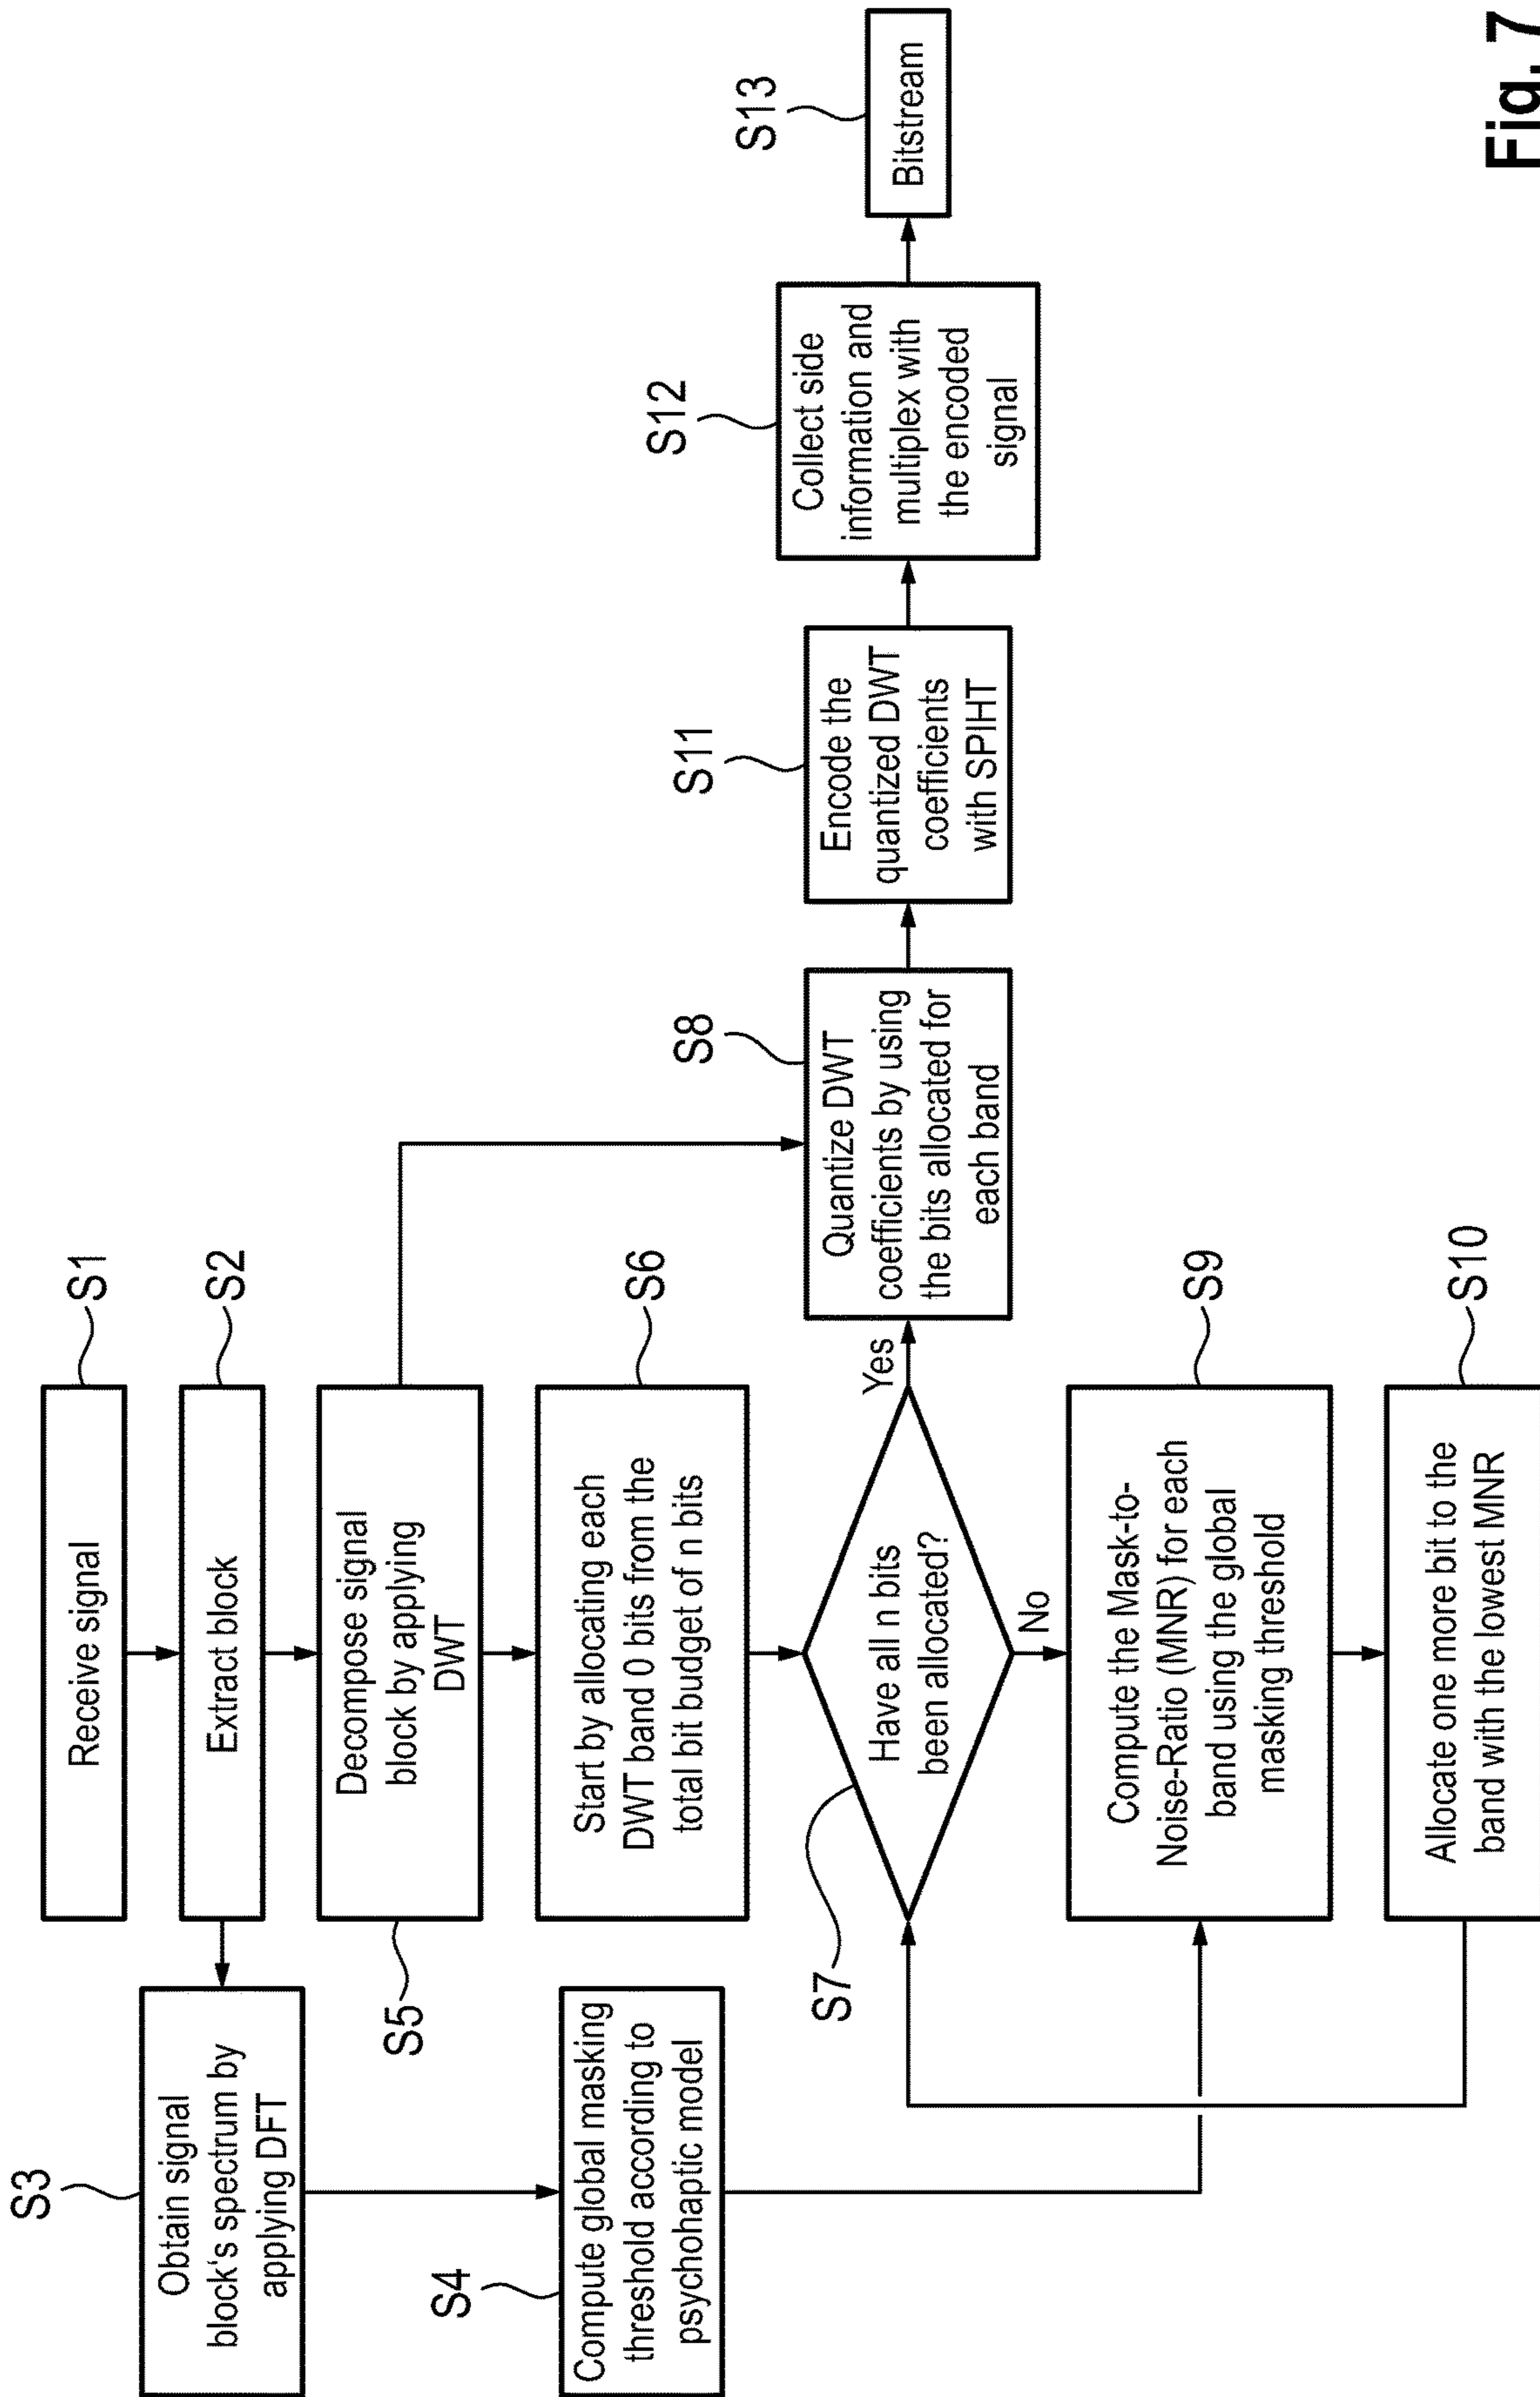 S1
Receive signal
S2
Extract block
S3
Obtain signal
block's spectrum by
applying DFT
S4
Compute global masking
threshold according to
psychohaptic model
S5
Decompose signal
block by applying
DWT
S6
Start by allocating each
DWT band 0 bits from the
total bit budget of n bits
S7
Have all n bits
been allocated?
Yes
No
S8
Quantize DWT
coefficients by using
the bits allocated for
each band
S9
Compute the Mask-to-
Noise-Ratio (MNR) for each
band using the global
masking threshold
S10
Allocate one more bit to the
band with the lowest MNR
S11
Encode the
quantized DWT
coefficients
with SPIHT
S12
Collect side
information and
multiplex with
the encoded
signal
S13
Bitstream
Fig. 7